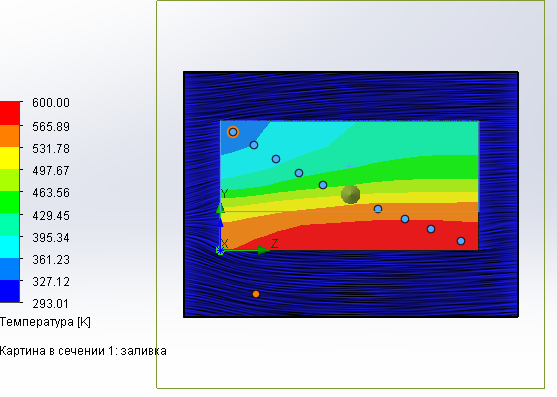 600.00
565.89
531.78
497.67
463.56
429.45
395.34
361.23
327.12
293.01
Температура [K]
Картина в сечении 1: заливка
Y
X
Z